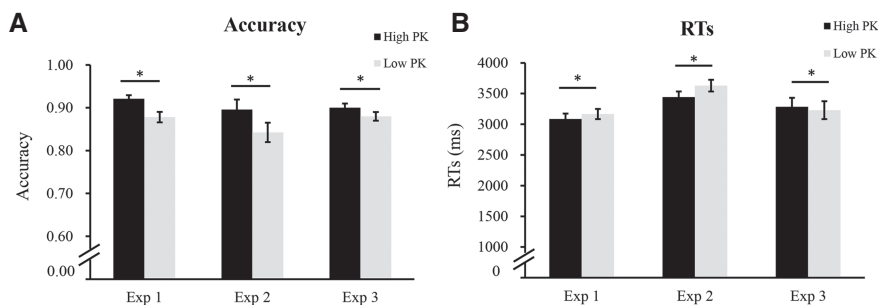 A
Accuracy
High PK
Low PK
1.00
0.90
0.80
0.70
0.60
0.00
Accuracy
*
*
*
Exp 1
Exp 2
Exp 3
B
RTs
High PK
Low PK
4000
3500
3000
2500
2000
1500
1000
0
RTs (ms)
*
*
*
Exp 1
Exp 2
Exp 3